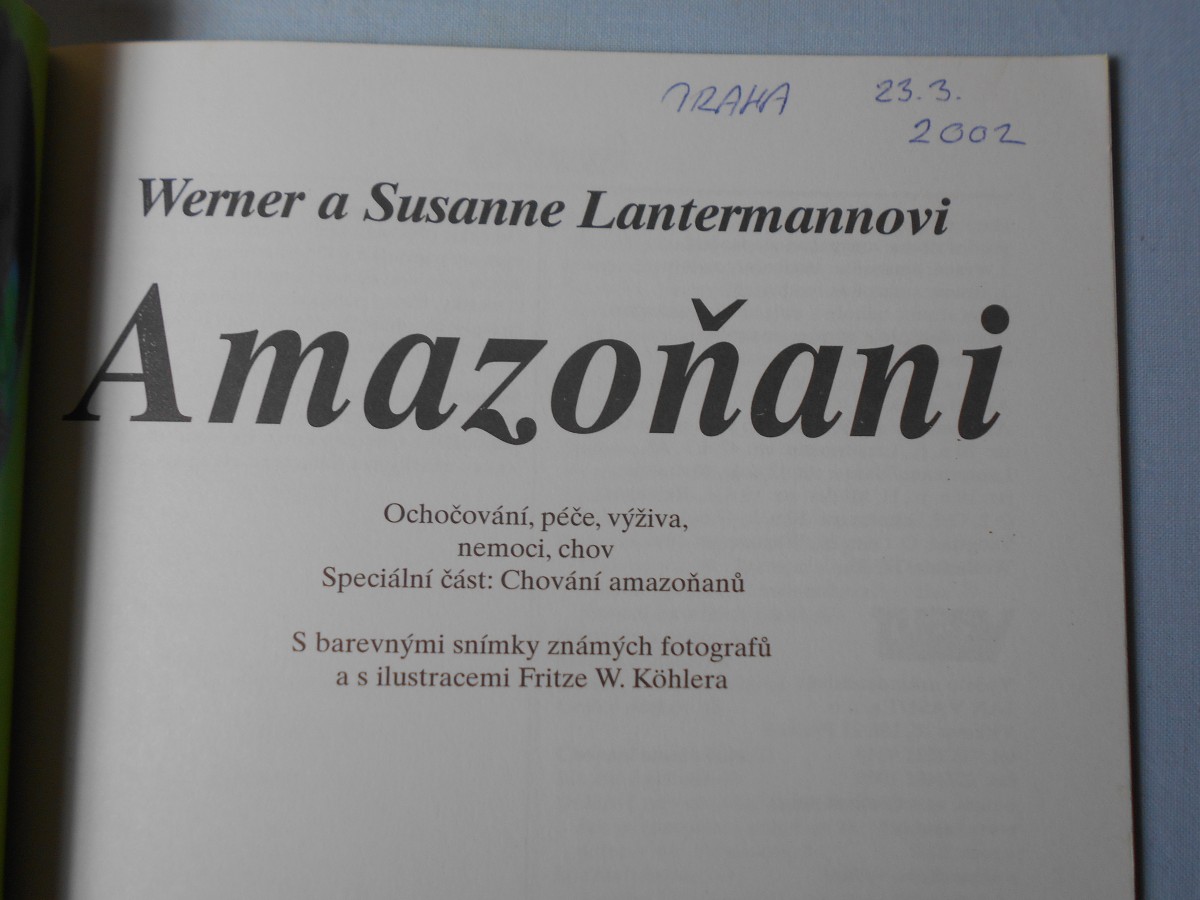 PRAHA 23.3.
2002
Werner a Susanne Lantermannovi
Amazoňani
Ochočování, péče, výživa,
nemoci, chov
Speciální část: Chování amazoňanů
S barevnými snímky známých fotografů
a s ilustracemi Fritze W. Köhlera